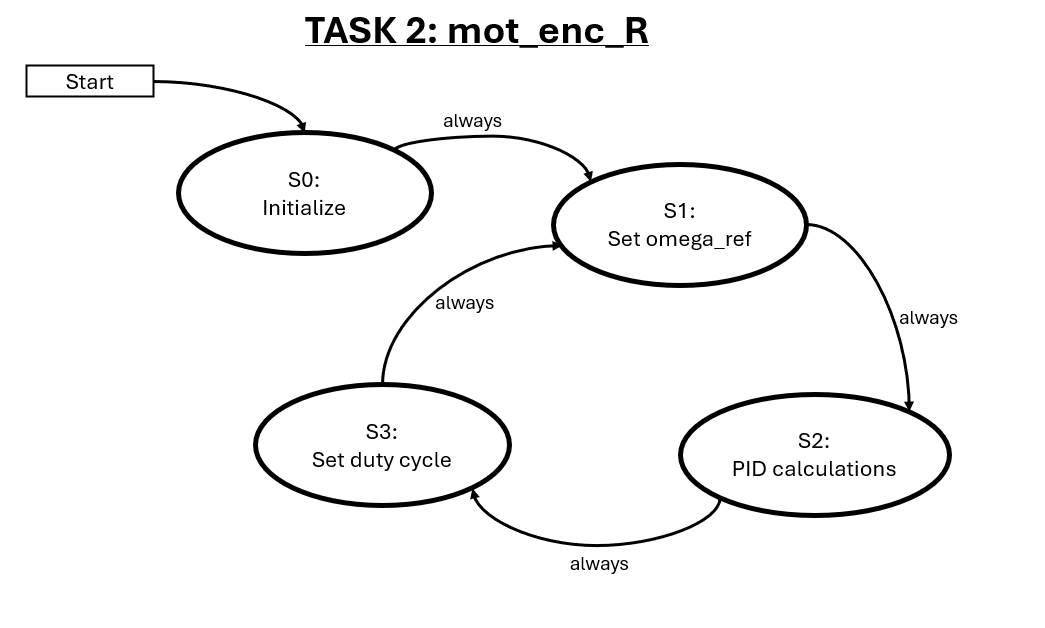 TASK 2: mot_enc_R
Start
always
S0:
Initialize
S1:
Set omega_ref
always
always
S3:
Set duty cycle
S2:
PID calculations
always